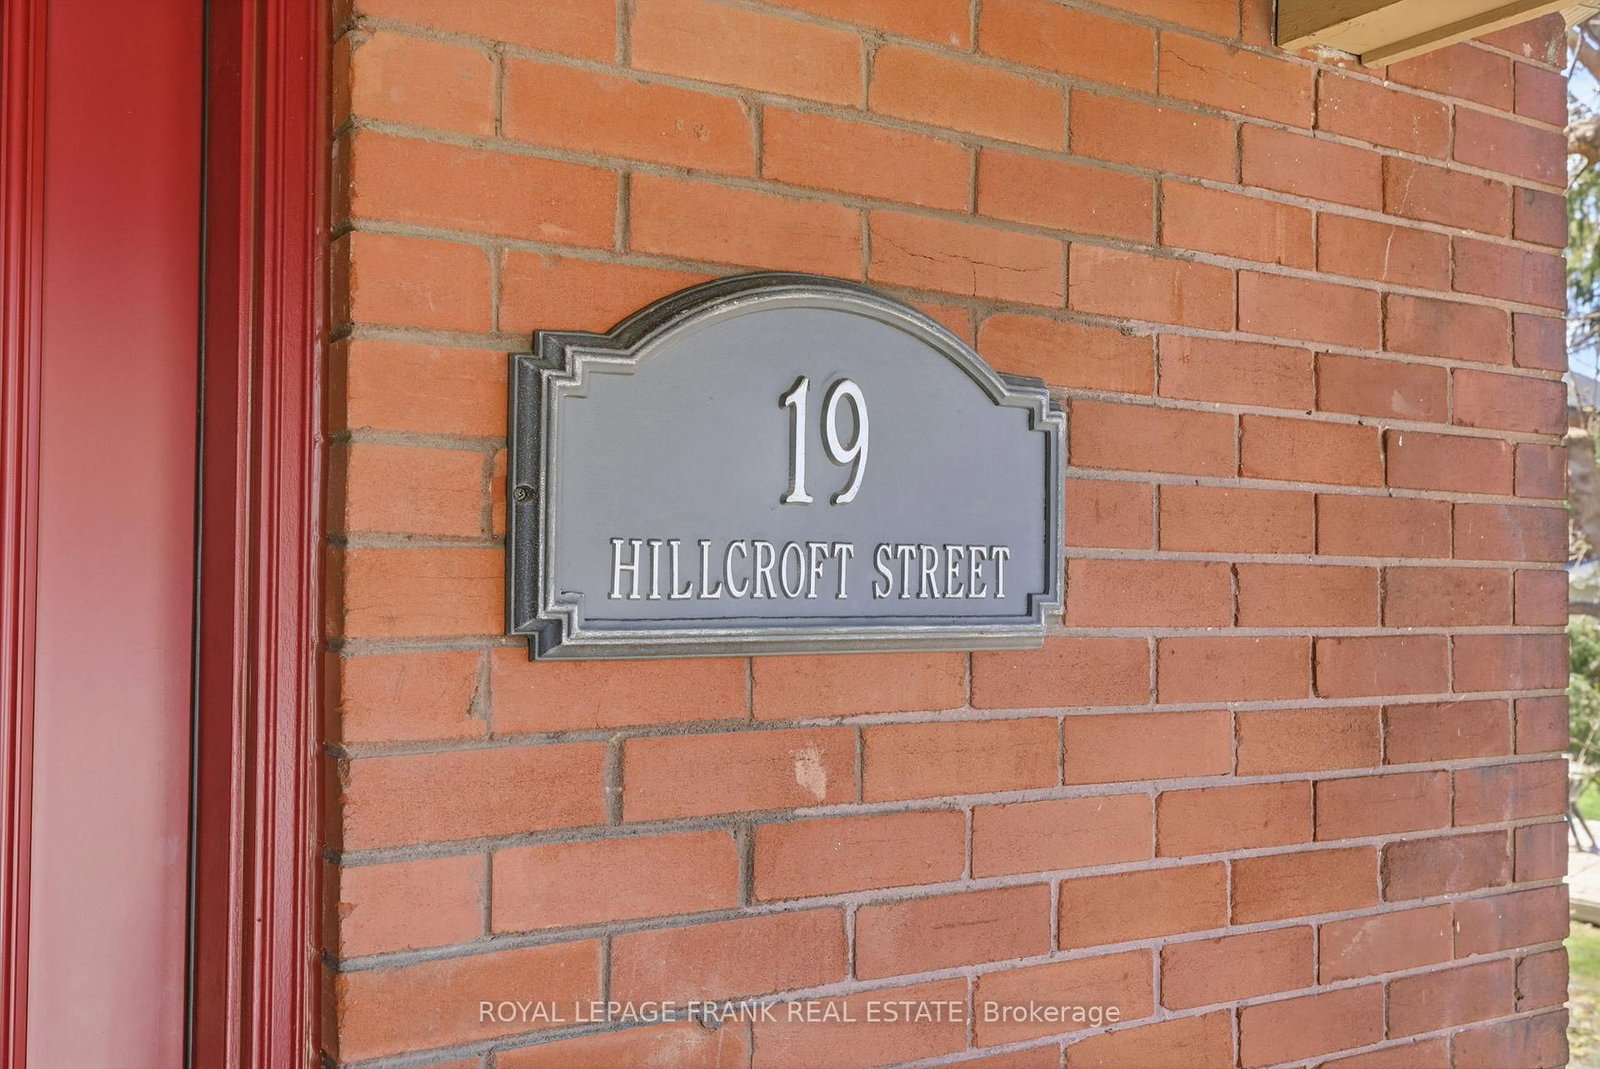 19
HILLCROFT STREET
ROYAL LEPAGE FRANK REAL ESTATE, Brokerage